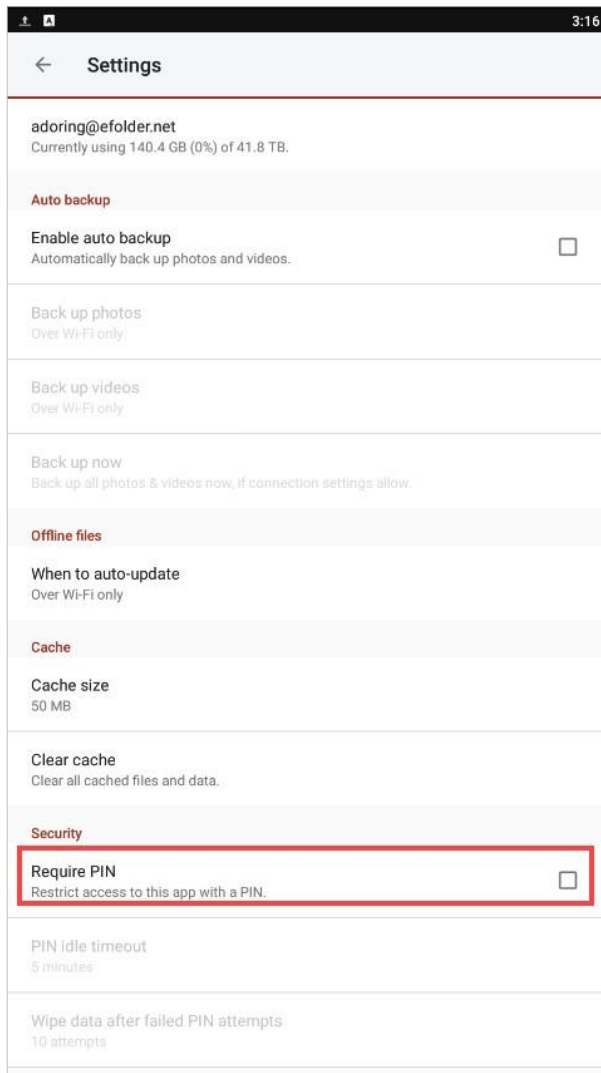 A
3:16
Settings
adoring@efolder.net
Currently using 140.4 GB (0%) of 41.8 TB.
Auto backup
Enable auto backup
Automatically back up photos and videos.
Back up photos
Over Wi-Fi only
Back up videos
Over Wi-Fi only
Back up now
Back up all photos & videos now, if connection settings allow.
Offline files
When to auto-update
Over Wi-Fi only
Cache
Cache size
50 MB
Clear cache
Clear all cached files and data.
Security
Require PIN
Restrict access to this app with a PIN.
PIN idle timeout
5 minutes
Wipe data after failed PIN attempts
10 attempts